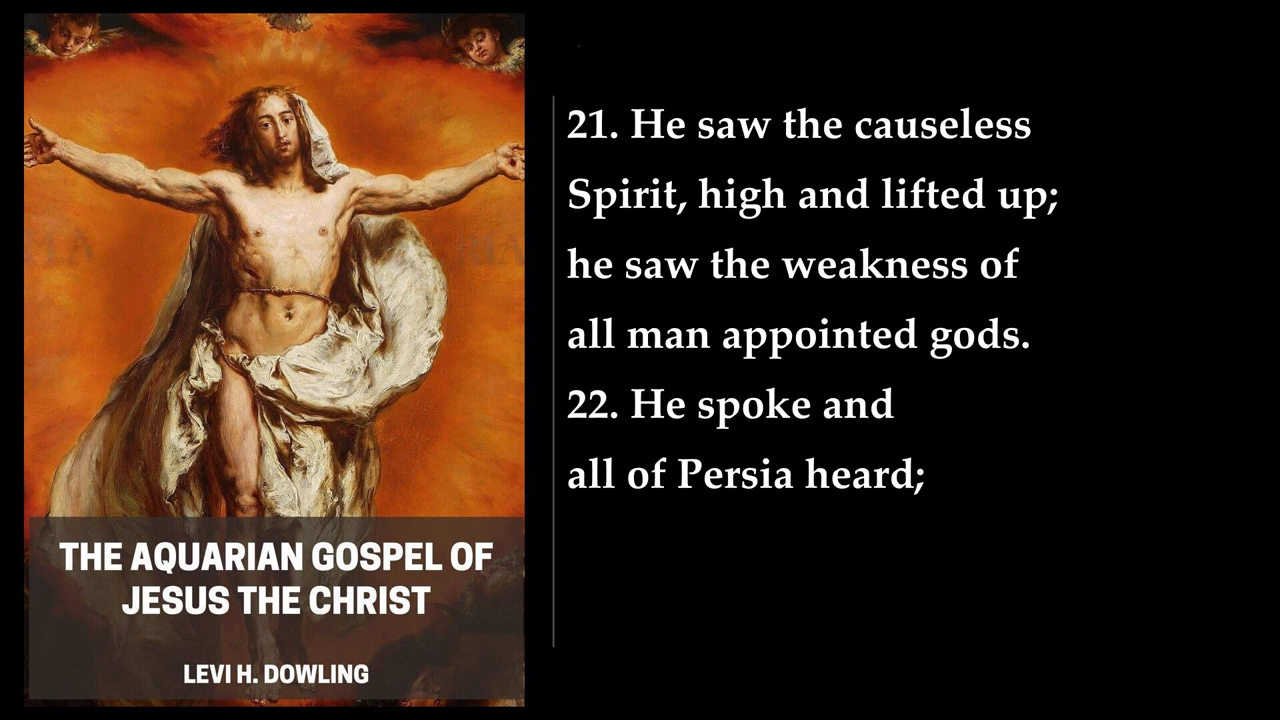 21. He saw the causeless
Spirit, high and lifted up;
he saw the weakness of
all man appointed gods.
22. He spoke and
all of Persia heard;
THE AQUARIAN GOSPEL OF
JESUS THE CHRIST
LEVI H. DOWLING